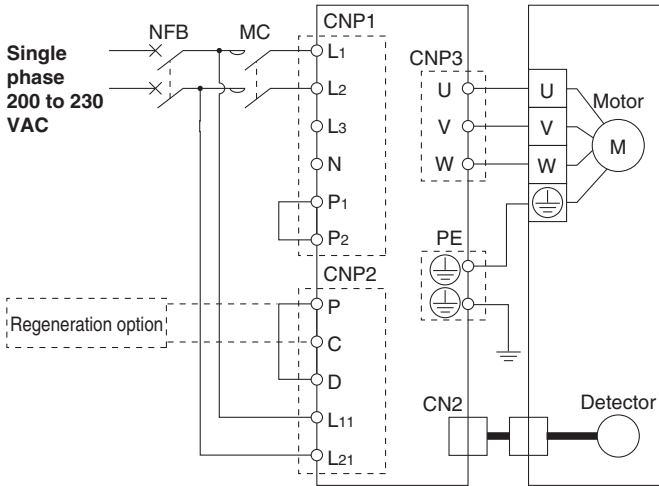 NFB
MC
CNP1
Single
phase
200 to 230
VAC
L1
L2
L3
N
P1
P2
CNP3
U
V
W
U
V
W
Motor
M
PE
CNP2
Regeneration option
P
C
D
L11
L21
CN2
Detector